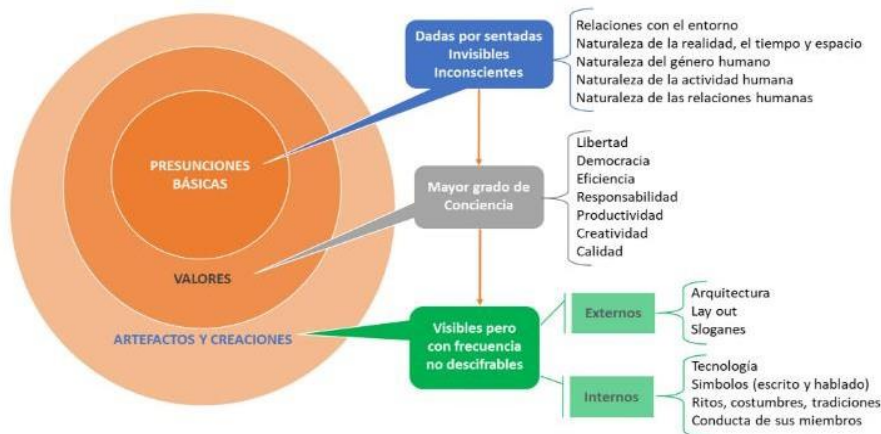 Dadas por sentadas
Invisibles
Inconscientes
Relaciones con el entorno
Naturaleza de la realidad, el tiempo y espacio
Naturaleza del género humano
Naturaleza de la actividad humana
Naturaleza de las relaciones humanas
PRESUNCIONES
BÁSICAS
Mayor grado de
Conciencia
Libertad
Democracia
Eficiencia
Responsabilidad
Productividad
Creatividad
Calidad
VALORES
ARTEFACTOS Y CREACIONES
Visibles pero
con frecuencia
no descifrables
Externos
Arquitectura
Lay out
Sloganes
Internos
Tecnología
Simbolos (escrito y hablado)
Ritos, costumbres, tradiciones
Conducta de sus miembros